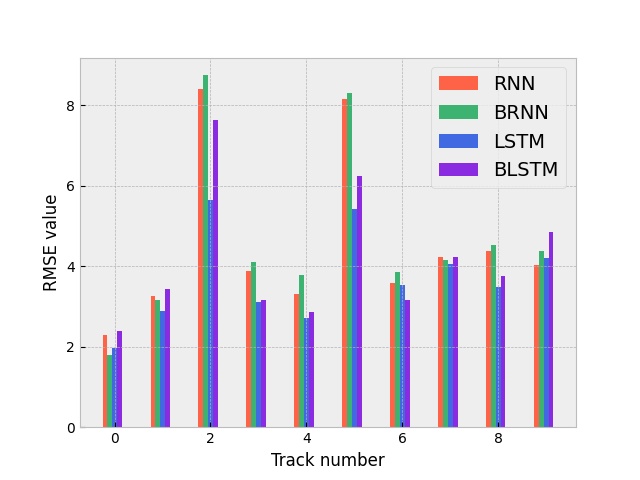 RNN
BRNN
LSTM
BLSTM
RMSE value
8
6
4
2
0
0 2 4 6 8
Track number